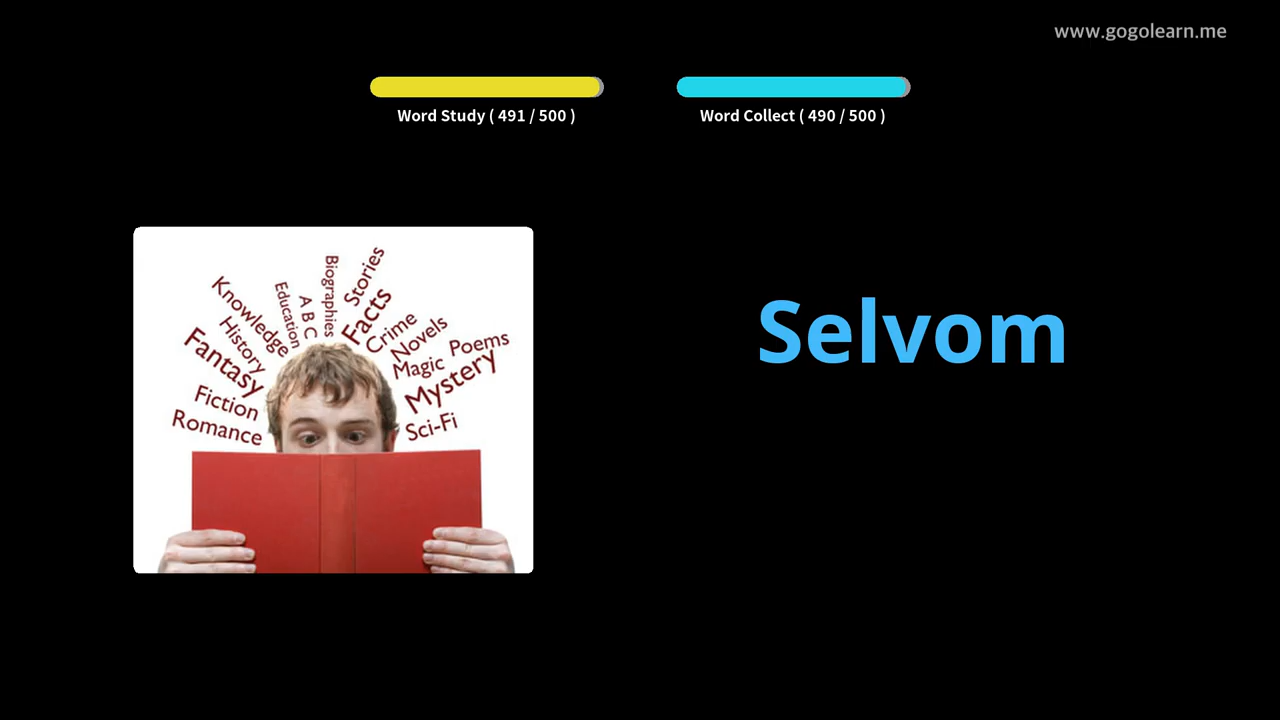 www.gogolearn.me
Word Study ( 491 / 500 )
Word Collect ( 490 / 500 )
Selvom
Romance
Fiction
Fantasy
History
Knowledge
Education
A B C
Biographies
Stories
Facts
Crime
Novels
Magic
Poems
Mystery
Sci-Fi